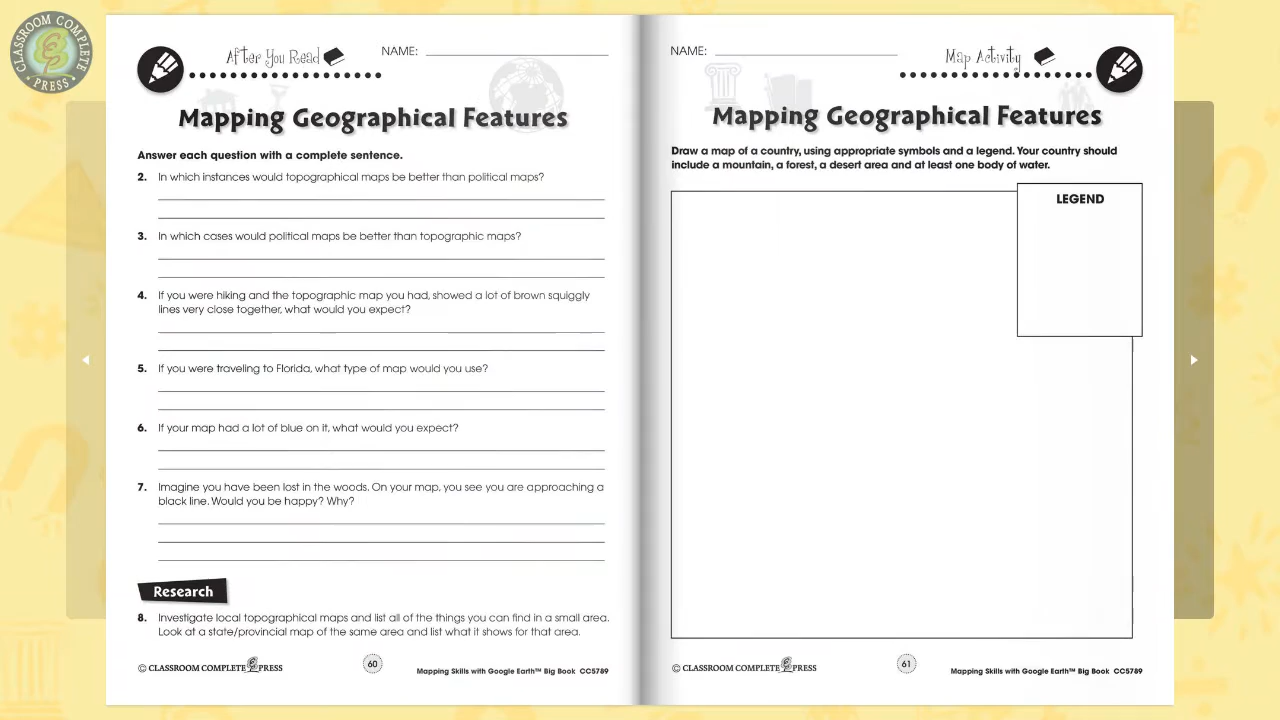 CLASSROOM COMPLETE
PRESS
After You Read
NAME:
Mapping Geographical Features
Answer each question with a complete sentence.
2. In which instances would topographical maps be better than political maps?
3. In which cases would political maps be better than topographic maps?
4. If you were hiking and the topographic map you had, showed a lot of brown squiggly
lines very close together, what would you expect?
5. If you were traveling to Florida, what type of map would you use?
6. If your map had a lot of blue on it, what would you expect?
7. Imagine you have been lost in the woods. On your map, you see you are approaching a
black line. Would you be happy? Why?
Research
8. Investigate local topographical maps and list all of the things you can find in a small area.
Look at a state/provincial map of the same area and list what it shows for that area.
© CLASSROOM COMPLETE PRESS
60
Mapping Skills with Google Earth™ Big Book CC5789
NAME:
Map Activity
Mapping Geographical Features
Draw a map of a country, using appropriate symbols and a legend. Your country should
include a mountain, a forest, a desert area and at least one body of water.
LEGEND
© CLASSROOM COMPLETE PRESS
61
Mapping Skills with Google Earth™ Big Book CC5789